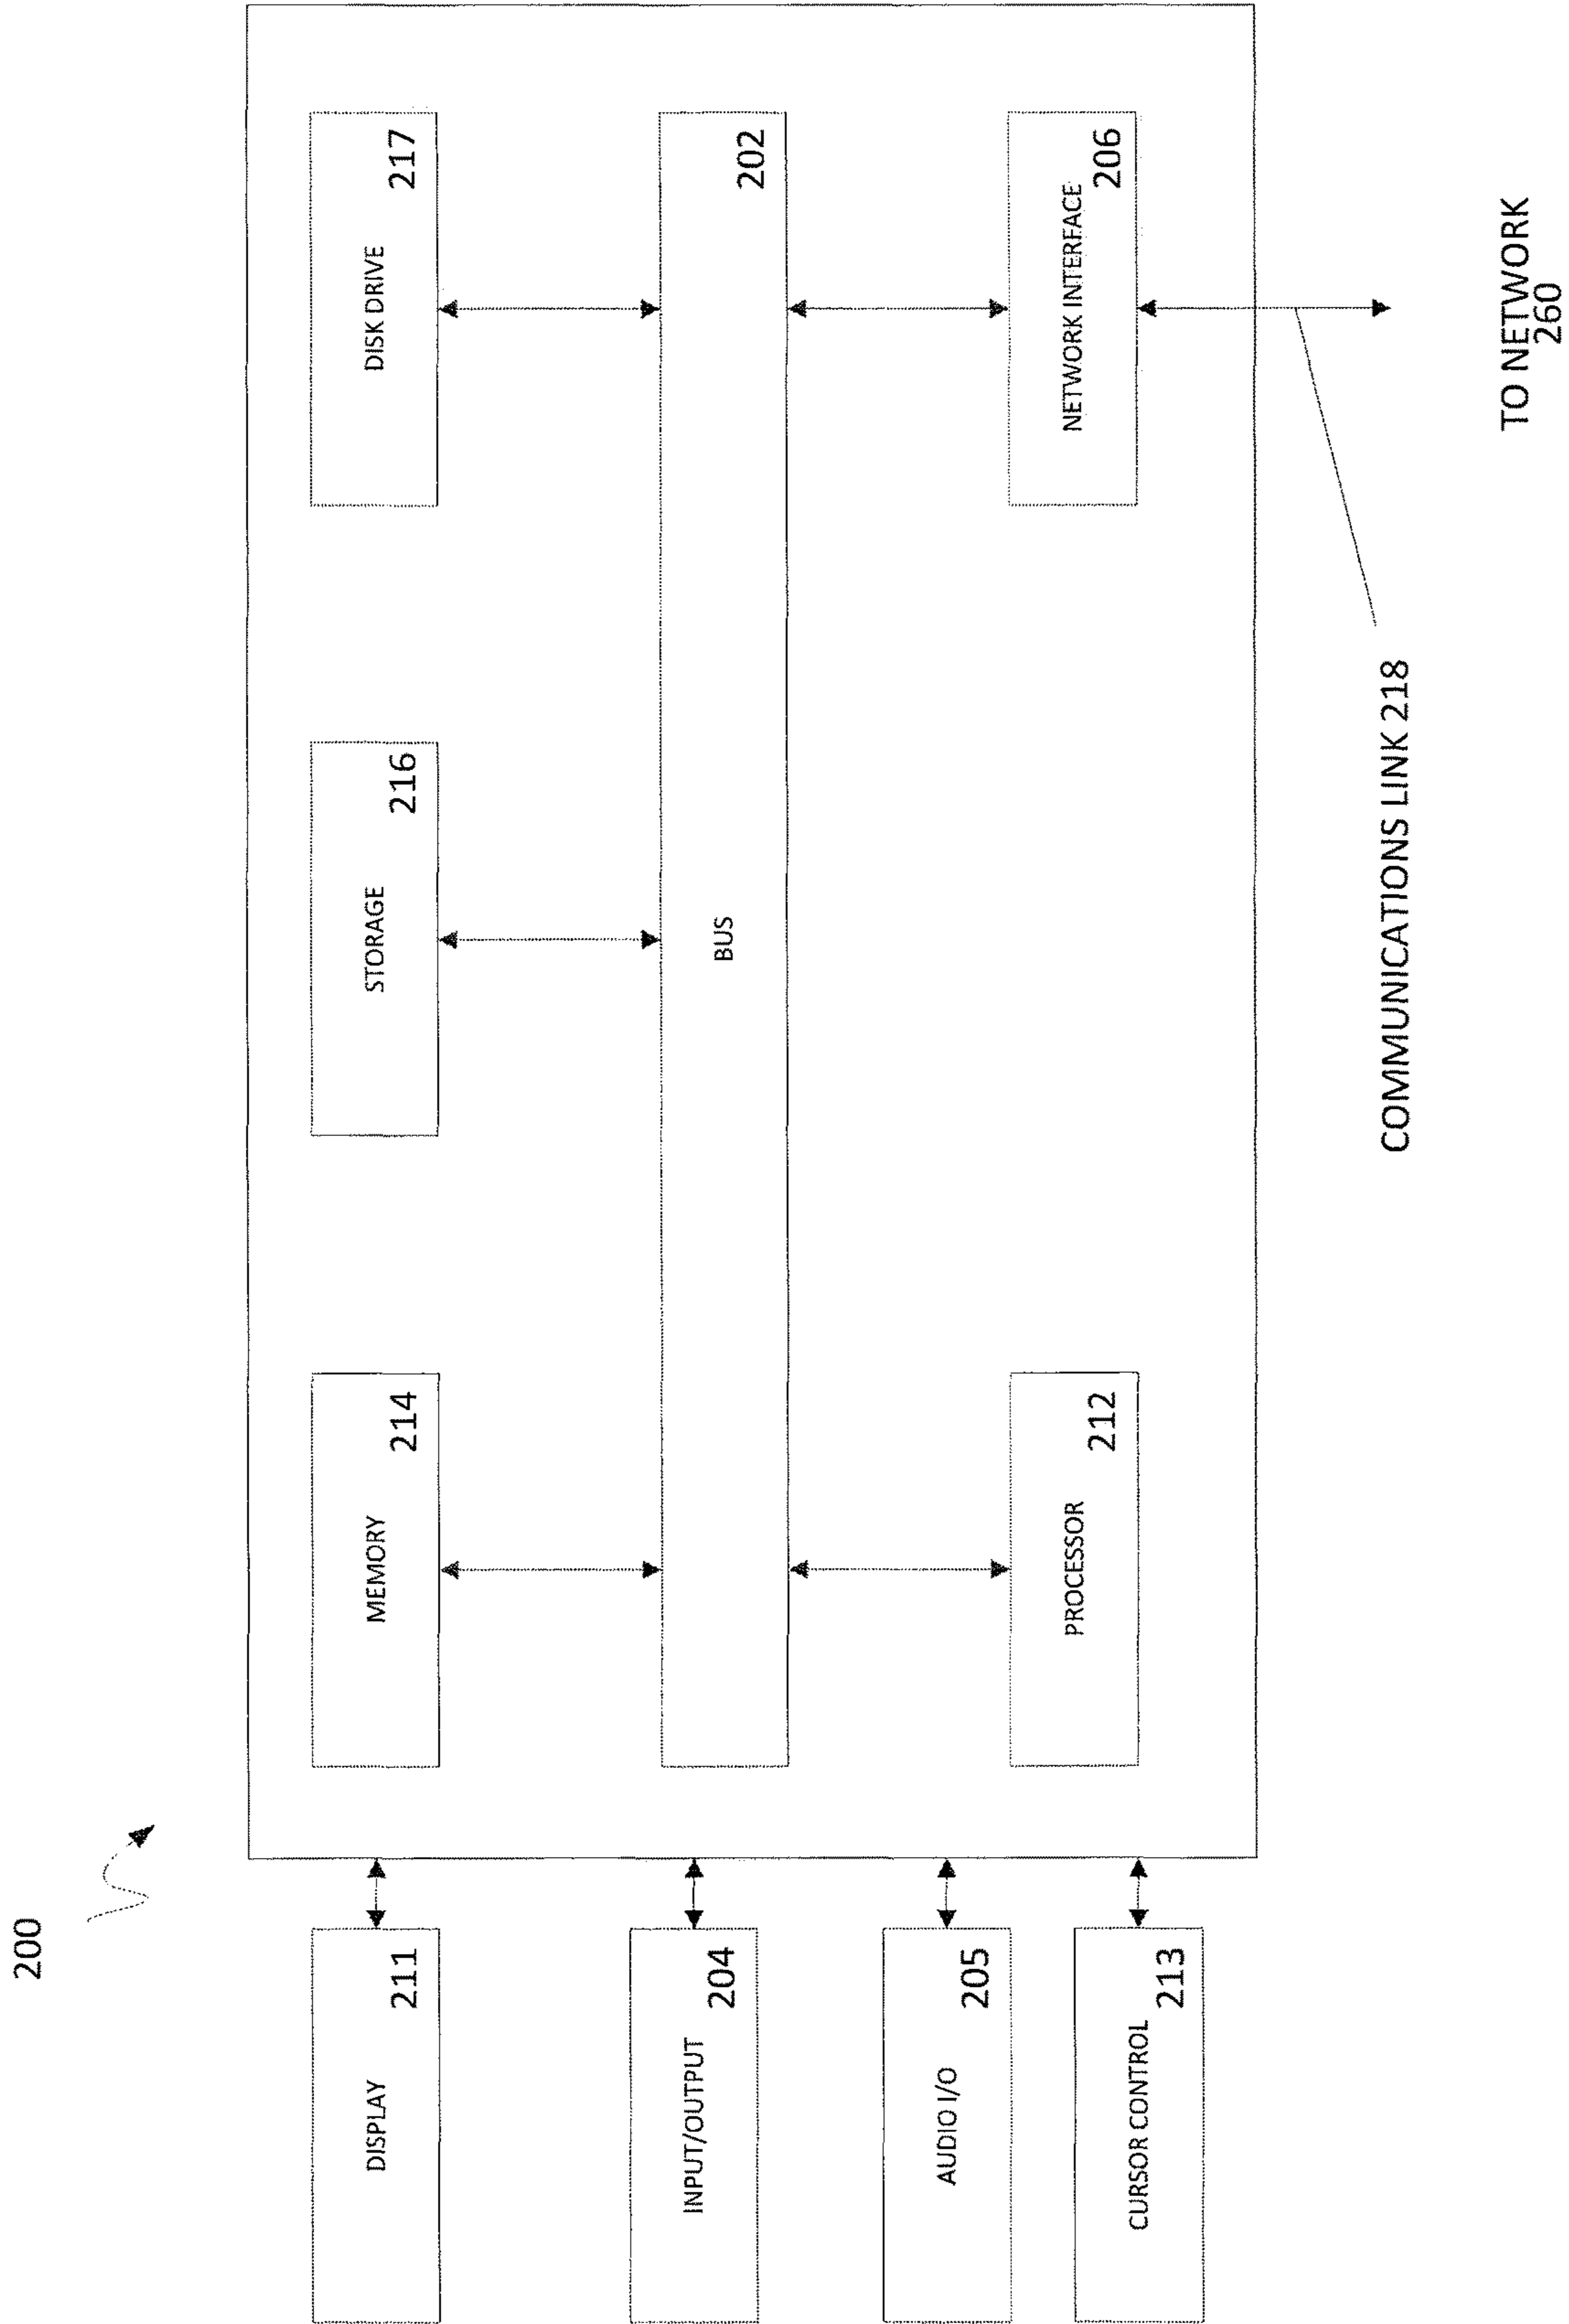 200
DISPLAY
211
INPUT/OUTPUT
204
AUDIO I/O
205
CURSOR CONTROL
213
MEMORY
214
STORAGE
216
DISK DRIVE
217
BUS
202
PROCESSOR
212
NETWORK INTERFACE
206
COMMUNICATIONS LINK 218
TO NETWORK
260